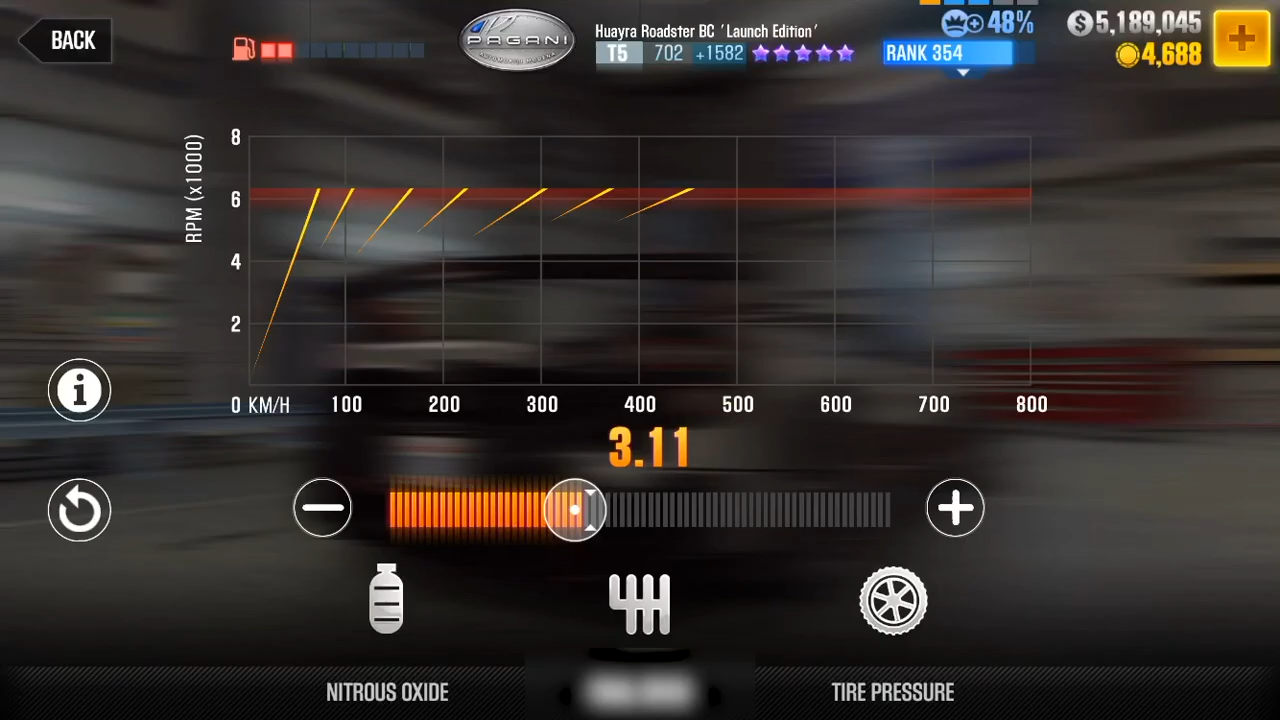 BACK
PAGANI
AUTOMOBILI MODENA
Huayra Roadster BC 'Launch Edition'
T5 702 +1582
48%
RANK 354
$5,189,045
4,688
RPM (x1000)
8
6
4
2
0 KM/H 100 200 300 400 500 600 700 800
3.11
NITROUS OXIDE
TIRE PRESSURE